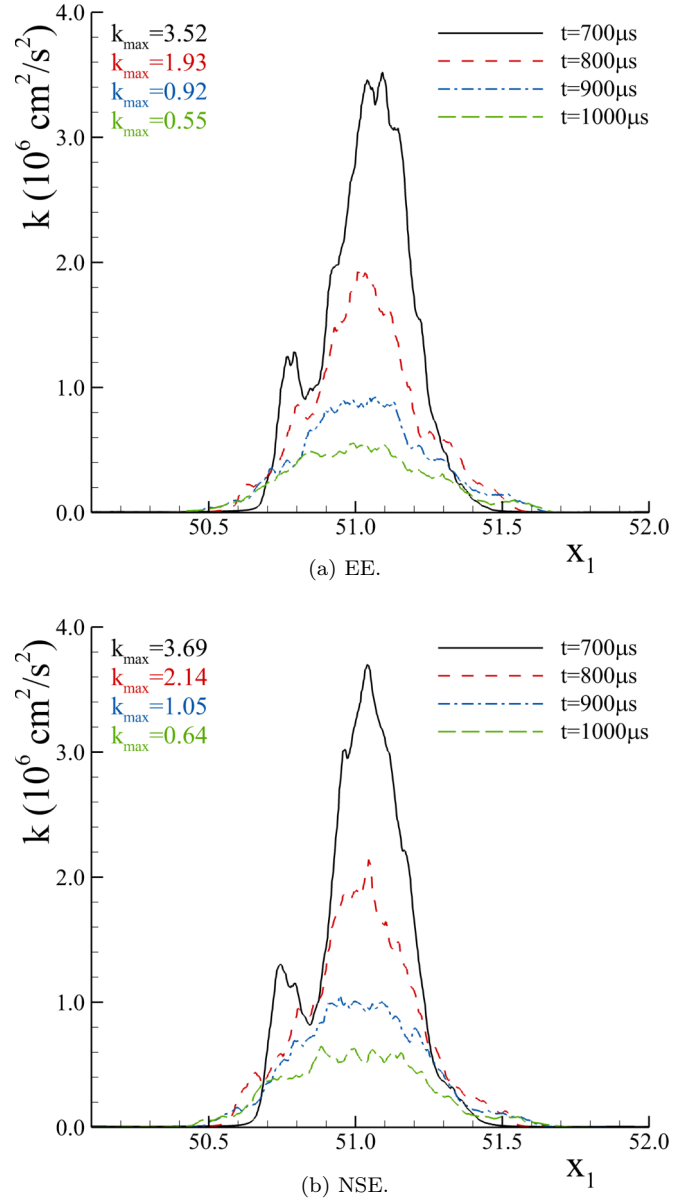 4.0
k_max=3.52
t=700μs
k_max=1.93
t=800μs
k_max=0.92
t=900μs
k_max=0.55
t=1000μs
3.0
k (10^6 cm^2/s^2)
2.0
1.0
0.0
50.5 51.0 51.5 52.0
x_1
(a) EE.
4.0
k_max=3.69
t=700μs
k_max=2.14
t=800μs
k_max=1.05
t=900μs
k_max=0.64
t=1000μs
3.0
k (10^6 cm^2/s^2)
2.0
1.0
0.0
50.5 51.0 51.5 52.0
x_1
(b) NSE.